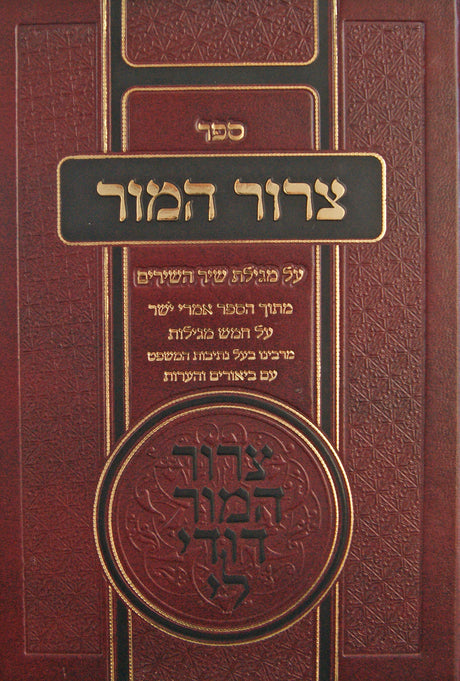 ספר
צרור המור
על מגילת שיר השירים
מתוך הספר אמרי ישר
על חמש מגילות
מרבינו בעל נתיבות המשפט
עם ביאורים והערות
צרור
המור
דודי
לי